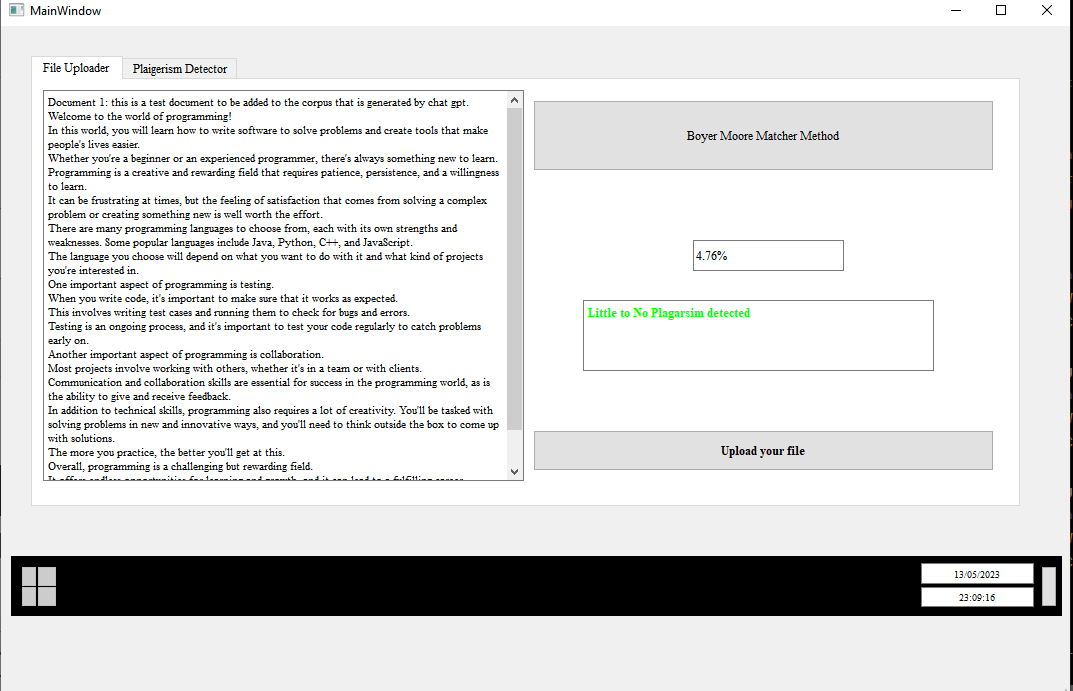 MainWindow
File Uploader
Plaigerism Detector
Document 1: this is a test document to be added to the corpus that is generated by chat gpt.
Welcome to the world of programming!
In this world, you will learn how to write software to solve problems and create tools that make
people's lives easier.
Whether you're a beginner or an experienced programmer, there's always something new to learn.
Programming is a creative and rewarding field that requires patience, persistence, and a willingness
to learn.
It can be frustrating at times, but the feeling of satisfaction that comes from solving a complex
problem or creating something new is well worth the effort.
There are many programming languages to choose from, each with its own strengths and
weaknesses. Some popular languages include Java, Python, C++, and JavaScript.
The language you choose will depend on what you want to do with it and what kind of projects
you're interested in.
One important aspect of programming is testing.
When you write code, it's important to make sure that it works as expected.
This involves writing test cases and running them to check for bugs and errors.
Testing is an ongoing process, and it's important to test your code regularly to catch problems
early on.
Another important aspect of programming is collaboration.
Most projects involve working with others, whether it's in a team or with clients.
Communication and collaboration skills are essential for success in the programming world, as is
the ability to give and receive feedback.
In addition to technical skills, programming also requires a lot of creativity. You'll be tasked with
solving problems in new and innovative ways, and you'll need to think outside the box to come up
with solutions.
The more you practice, the better you'll get at this.
Overall, programming is a challenging but rewarding field.
It offers endless opportunities for learning and growth, and it can lead to a fulfilling career.
Boyer Moore Matcher Method
4.76%
Little to No Plagarsim detected
Upload your file
13/05/2023
23:09:16